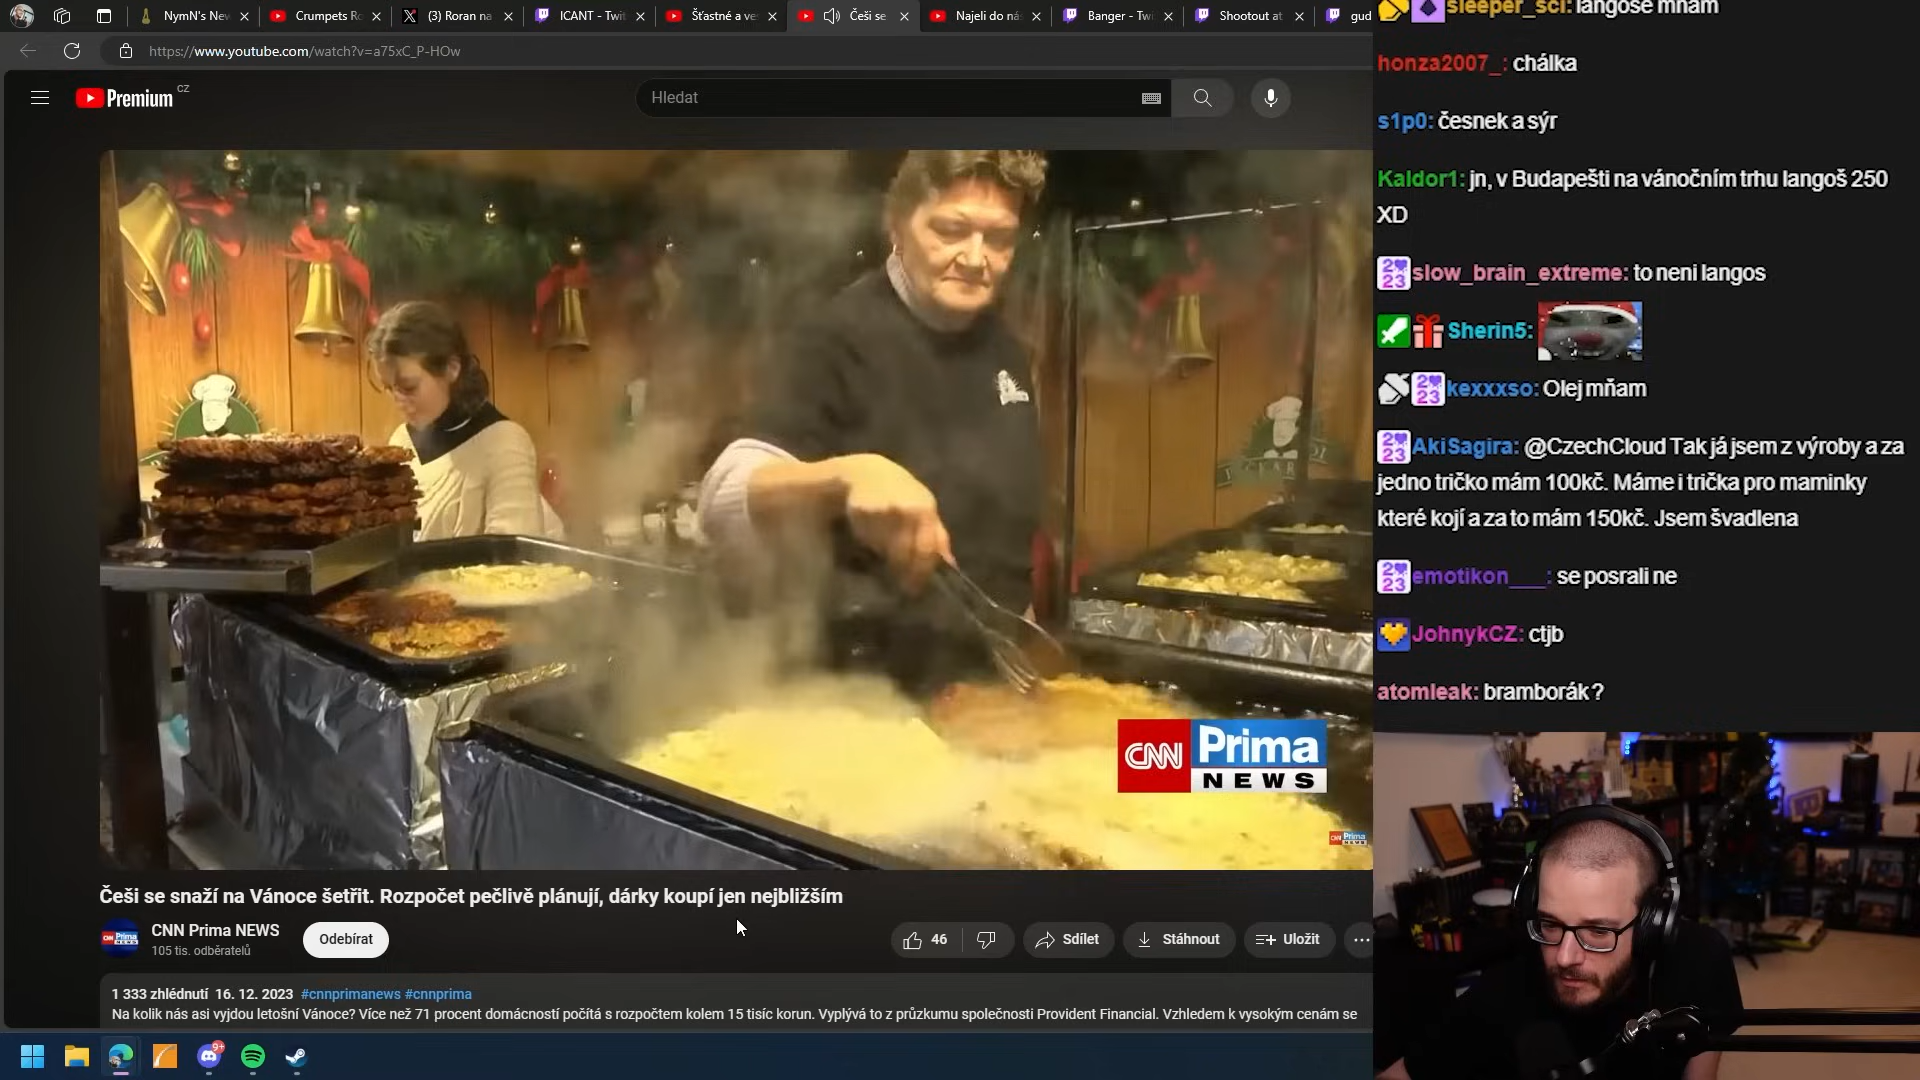 NymN's Nev
Crumpets Ro
(3) Roran na
ICANT - Twit
Šťastné a ve
Češi se
Najeli do ná
Banger - Twi
Shootout at
gud
https://www.youtube.com/watch?v=a75xC_P-HOw
Premium CZ
Hledat
CNN Prima
NEWS
Češi se snaží na Vánoce šetřit. Rozpočet pečlivě plánují, dárky koupí jen nejbližším
CNN Prima NEWS
105 tis. odběratelů
Odebírat
46
Sdílet
Stáhnout
Uložit
1 333 zhlédnutí 16. 12. 2023 #cnnprimanews #cnnprima
Na kolik nás asi vyjdou letošní Vánoce? Více než 71 procent domácností počítá s rozpočtem kolem 15 tisíc korun. Vyplývá to z průzkumu společnosti Provident Financial. Vzhledem k vysokým cenám se
9+
sleeper_sci: langose mnam
honza2007_: chálka
s1p0: česnek a sýr
Kaldor1: jn, v Budapešti na vánočním trhu langoš 250
XD
slow_brain_extreme: to neni langos
Sherin5:
kexxxso: Olej mňam
AkiSagira: @CzechCloud Tak já jsem z výroby a za
jedno tričko mám 100kč. Máme i trička pro maminky
které kojí a za to mám 150kč. Jsem švadlena
emotikon___: se posrali ne
JohnykCZ: ctjb
atomleak: bramborák ?